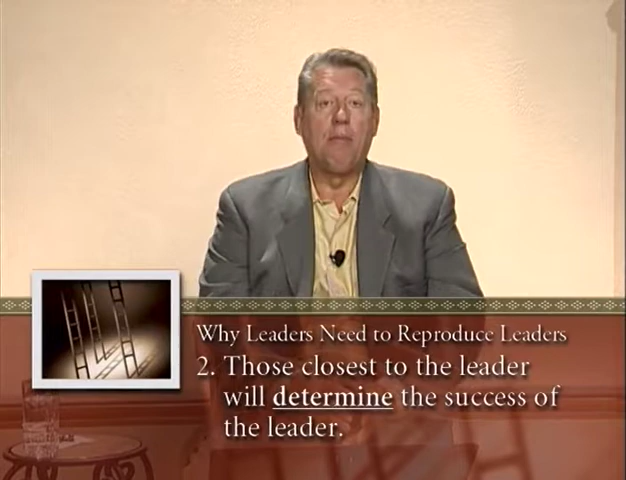 Why Leaders Need to Reproduce Leaders
2. Those closest to the leader
will determine the success of
the leader.